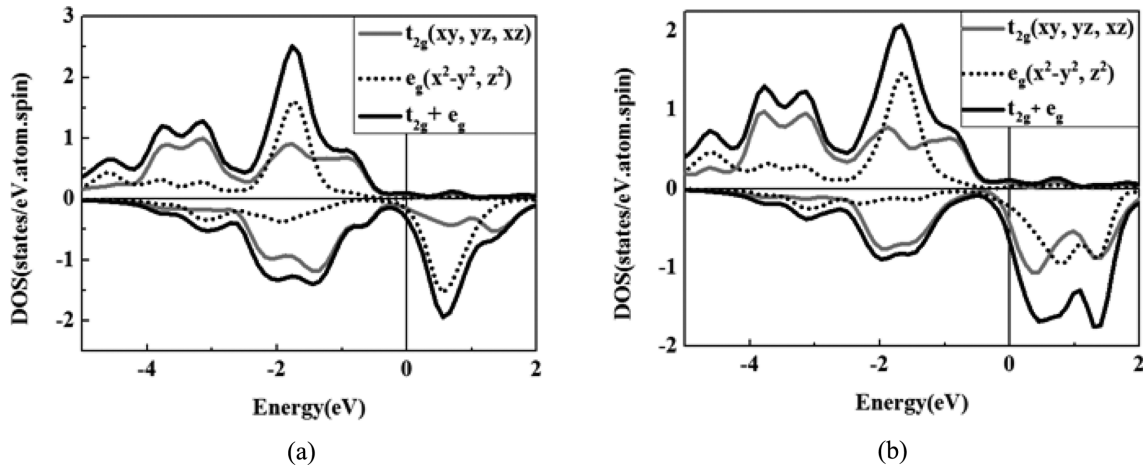 3
2
1
0
-1
-2
DOS(states/eV.atom.spin)
t2g(xy, yz, xz)
eg(x²-y², z²)
t2g+ eg
-4
-2
0
2
Energy(eV)
(a)
2
1
0
-1
-2
DOS(states/eV.atom.spin)
t2g(xy, yz, xz)
eg(x²-y², z²)
t2g+ eg
-4
-2
0
2
Energy(eV)
(b)